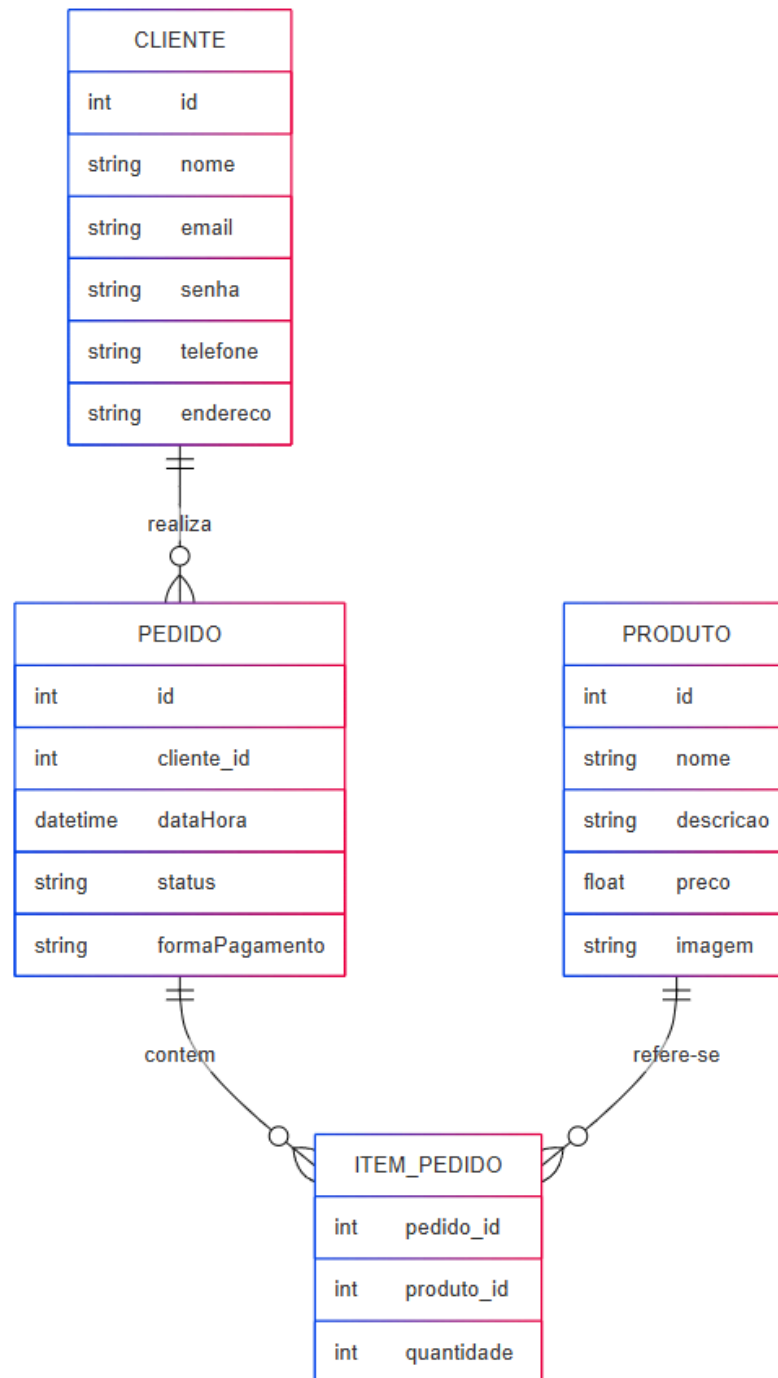 CLIENTE
int id
string nome
string email
string senha
string telefone
string endereco
realiza
PEDIDO
int id
int cliente_id
datetime dataHora
string status
string formaPagamento
PRODUTO
int id
string nome
string descricao
float preco
string imagem
contem
refere-se
ITEM_PEDIDO
int pedido_id
int produto_id
int quantidade